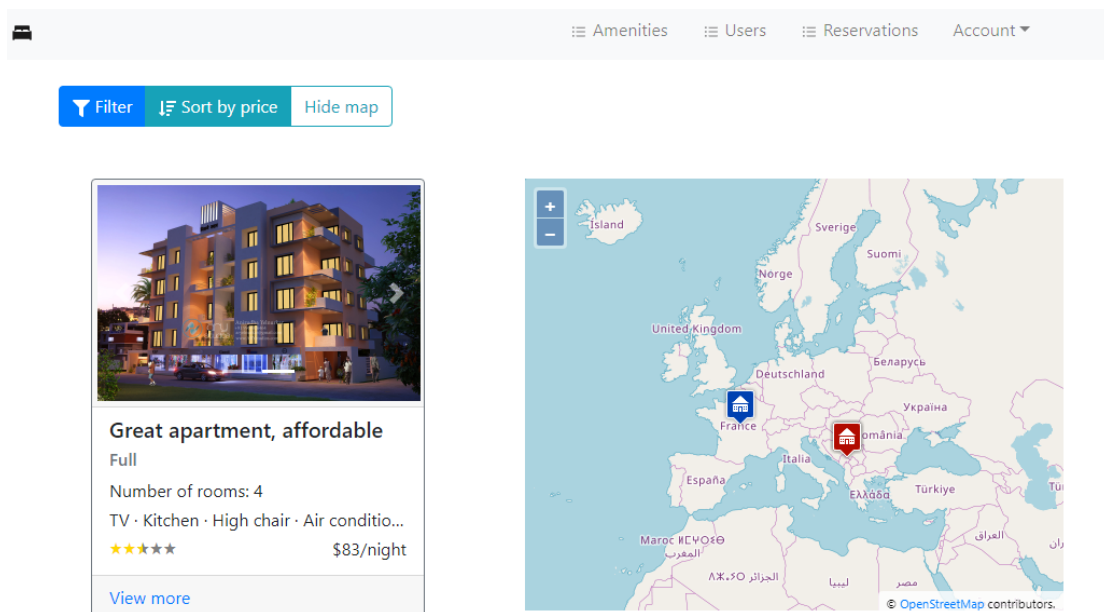 Amenities
Users
Reservations
Account
Filter
Sort by price
Hide map
Great apartment, affordable
Full
Number of rooms: 4
TV · Kitchen · High chair · Air conditio...
$83/night
View more
+
−
Ísland
Sverige
Suomi
Norge
United Kingdom
Беларусь
Deutschland
Україна
France
România
Italia
España
Ελλάδα
Türkiye
Maroc ⵍⵎⵖⵔⵉⴱ
المغرب
العراق
الجزائر
ليبيا
مصر
© OpenStreetMap contributors.